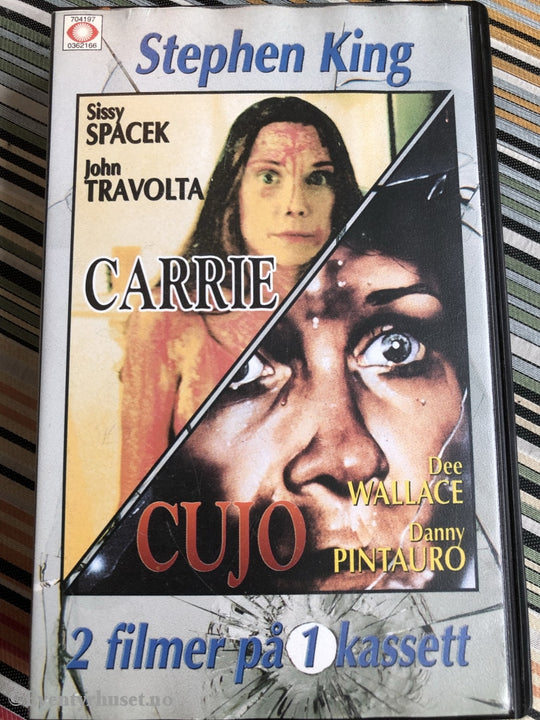 704197
0362166
Stephen King
Sissy
SPACEK
John
TRAVOLTA
CARRIE
Dee
WALLACE
CUJO
Danny
PINTAURO
2 filmer på 1 kassett